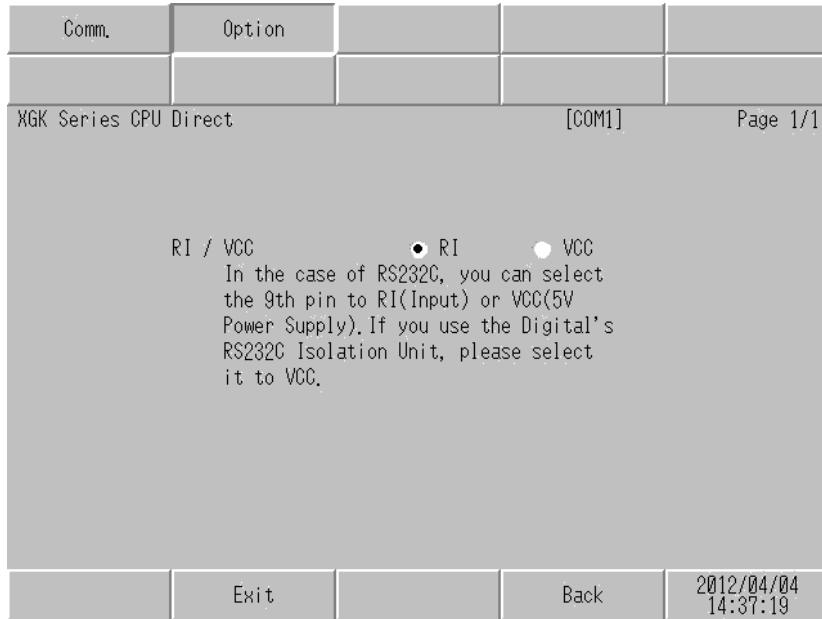 Comm. Option
XGK Series CPU Direct [COM1] Page 1/1
RI / VCC RI VCC
In the case of RS232C, you can select
the 9th pin to RI(Input) or VCC(5V
Power Supply).If you use the Digital's
RS232C Isolation Unit, please select
it to VCC.
Exit Back 2012/04/04
14:37:19